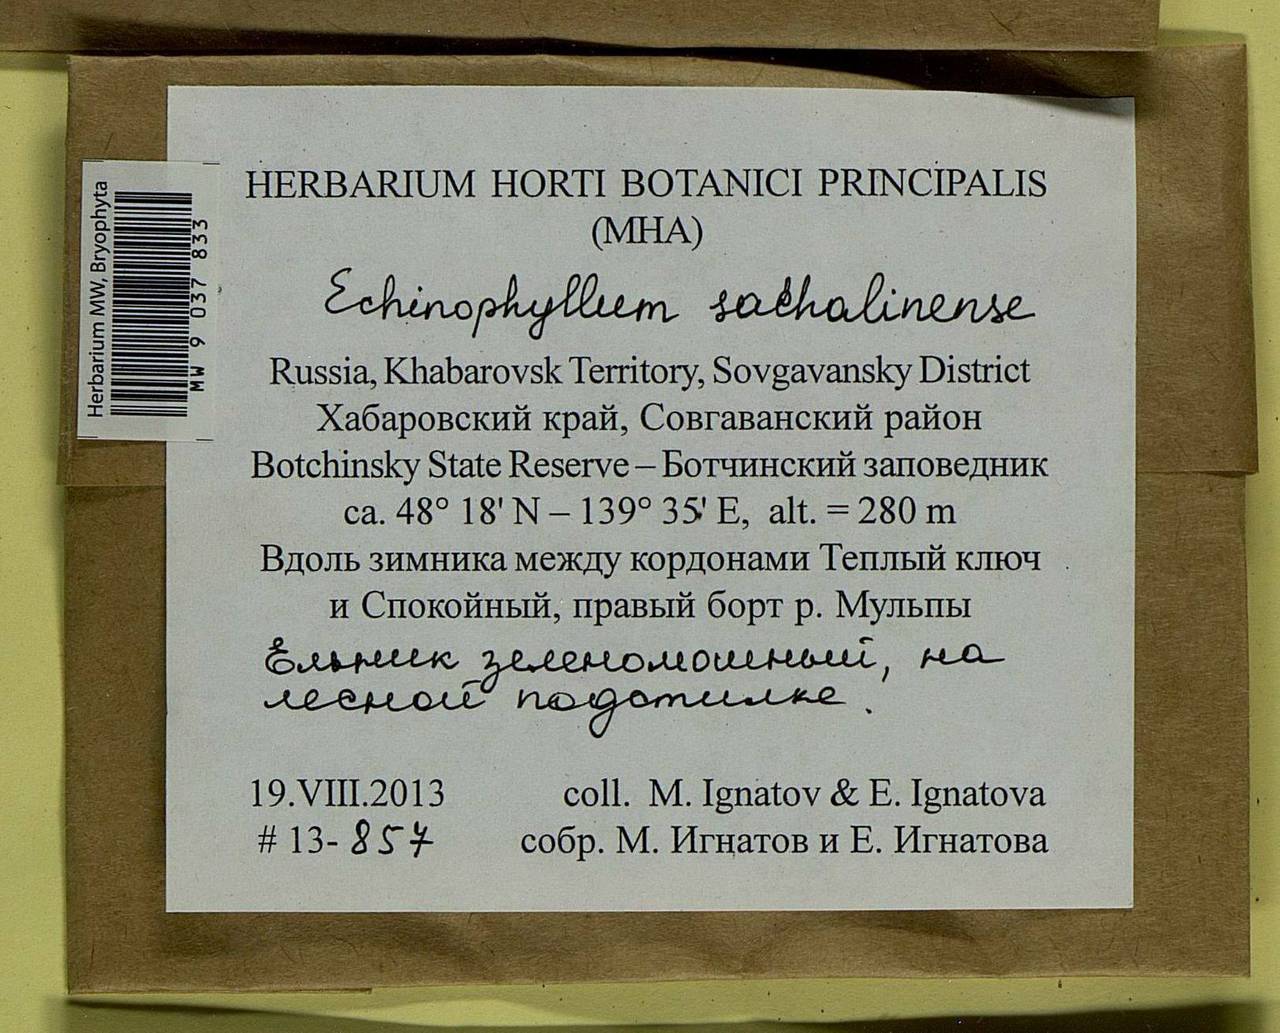 Herbarium MW, Bryophyta
MW 9 037 833
HERBARIUM HORTI BOTANICI PRINCIPALIS
(MHA)
Echinophyllum sachalinense
Russia, Khabarovsk Territory, Sovgavansky District
Хабаровский край, Совгаванский район
Botchinsky State Reserve – Ботчинский заповедник
ca. 48° 18' N – 139° 35' E, alt. = 280 m
Вдоль зимника между кордонами Теплый ключ
и Спокойный, правый борт р. Мульпы
Ельник зеленомошный, на
лесной подстилке.
19.VIII.2013 coll. M. Ignatov & E. Ignatova
# 13-857 собр. М. Игнатов и Е. Игнатова